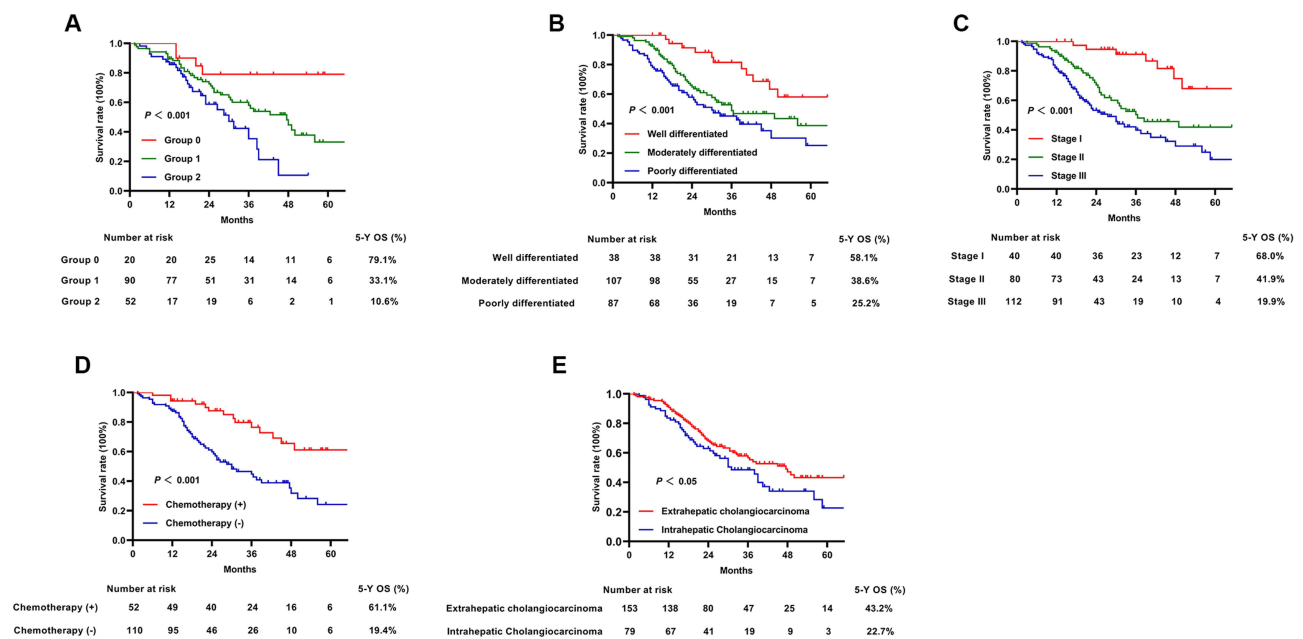 A
Survival rate (100%)
1.0
0.8
0.6
0.4
0.2
0.0
P < 0.001
Group 0
Group 1
Group 2
0 12 24 36 48 60
Months
Number at risk 5-Y OS (%)
Group 0 20 20 25 14 11 6 79.1%
Group 1 90 77 51 31 14 6 33.1%
Group 2 52 17 19 6 2 1 10.6%
B
Survival rate (100%)
1.0
0.8
0.6
0.4
0.2
0.0
P < 0.001
Well differentiated
Moderately differentiated
Poorly differentiated
0 12 24 36 48 60
Months
Number at risk 5-Y OS (%)
Well differentiated 38 38 31 21 13 7 58.1%
Moderately differentiated 107 98 55 27 15 7 38.6%
Poorly differentiated 87 68 36 19 7 5 25.2%
C
Survival rate (100%)
1.0
0.8
0.6
0.4
0.2
0.0
P < 0.001
Stage I
Stage II
Stage III
0 12 24 36 48 60
Months
Number at risk 5-Y OS (%)
Stage I 40 40 36 23 12 7 68.0%
Stage II 80 73 43 24 13 7 41.9%
Stage III 112 91 43 19 10 4 19.9%
D
Survival rate (100%)
1.0
0.8
0.6
0.4
0.2
0.0
P < 0.001
Chemotherapy (+)
Chemotherapy (-)
0 12 24 36 48 60
Months
Number at risk 5-Y OS (%)
Chemotherapy (+) 52 49 40 24 16 6 61.1%
Chemotherapy (-) 110 95 46 26 10 6 19.4%
E
Survival rate (100%)
1.0
0.8
0.6
0.4
0.2
0.0
P < 0.05
Extrahepatic cholangiocarcinoma
Intrahepatic Cholangiocarcinoma
0 12 24 36 48 60
Months
Number at risk 5-Y OS (%)
Extrahepatic cholangiocarcinoma 153 138 80 47 25 14 43.2%
Intrahepatic Cholangiocarcinoma 79 67 41 19 9 3 22.7%